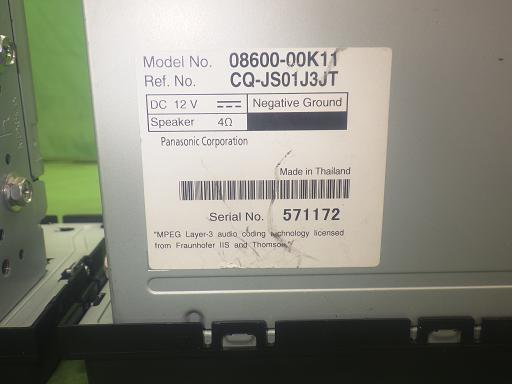 Model No. 08600-00K11
Ref. No. CQ-JS01J3JT
DC 12 V ⎓ Negative Ground
Speaker 4Ω
Panasonic Corporation
Made in Thailand
Serial No. 571172
"MPEG Layer-3 audio coding technology licensed
from Fraunhofer IIS and Thomson."